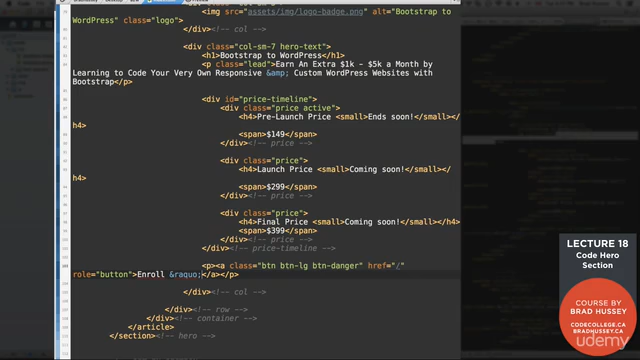 <img src="assets/img/logo-badge.png" alt="Bootstrap to
WordPress" class="logo">
</div><!-- col -->
<div class="col-sm-7 hero-text">
<h1>Bootstrap to WordPress</h1>
<p class="lead">Earn An Extra $1k - $5k a Month by
Learning to Code Your Very Own Responsive &amp; Custom WordPress Websites with
Bootstrap</p>
<div id="price-timeline">
<div class="price active">
<h4>Pre-Launch Price <small>Ends soon!</small></
h4>
<span>$149</span>
</div><!-- price -->
<div class="price">
<h4>Launch Price <small>Coming soon!</small></
h4>
<span>$299</span>
</div><!-- price -->
<div class="price">
<h4>Final Price <small>Coming soon!</small></h4>
<span>$399</span>
</div><!-- price -->
</div><!-- price-timeline -->
<p><a class="btn btn-lg btn-danger" href="/"
role="button">Enroll &raquo;</a></p>
</div><!-- col -->
</div><!-- row -->
</div><!-- container -->
</article>
</section><!-- hero -->
LECTURE 18
Code Hero
Section
COURSE BY
BRAD HUSSEY
CODECOLLEGE.CA
BRADHUSSEY.CA
udemy